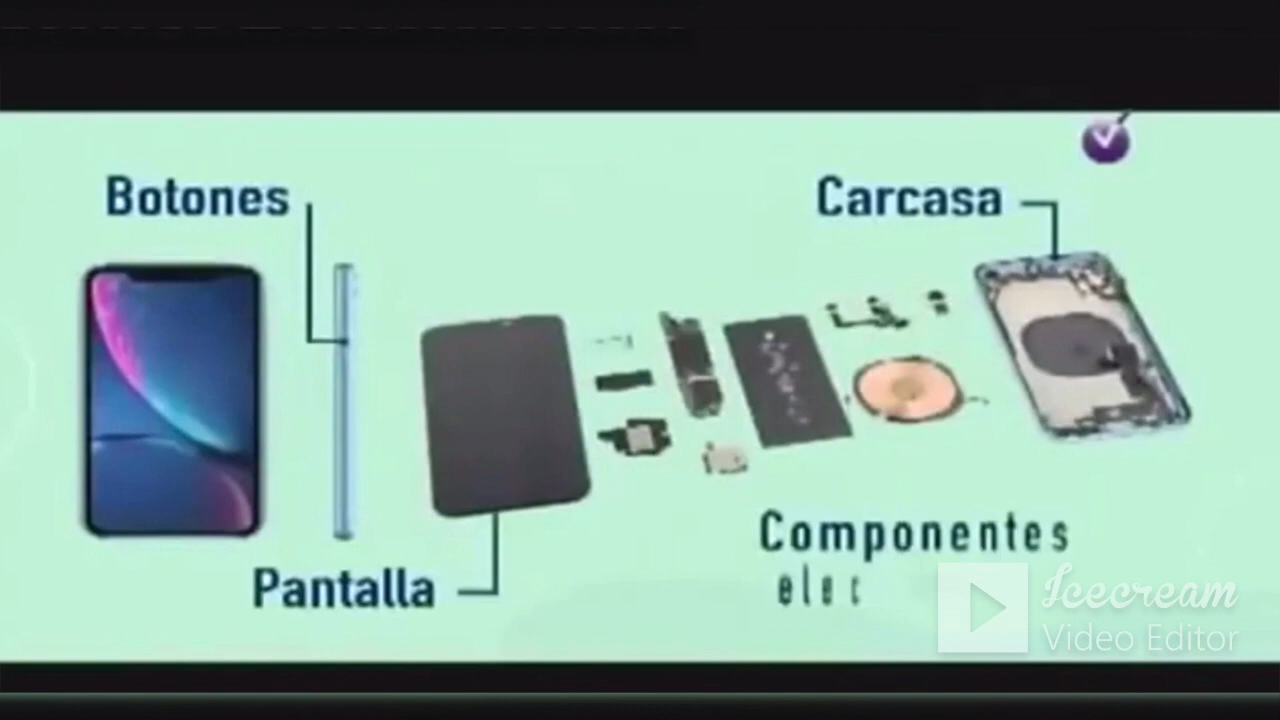 Botones
Carcasa
Pantalla
Componentes
elec
Icecream
Video Editor